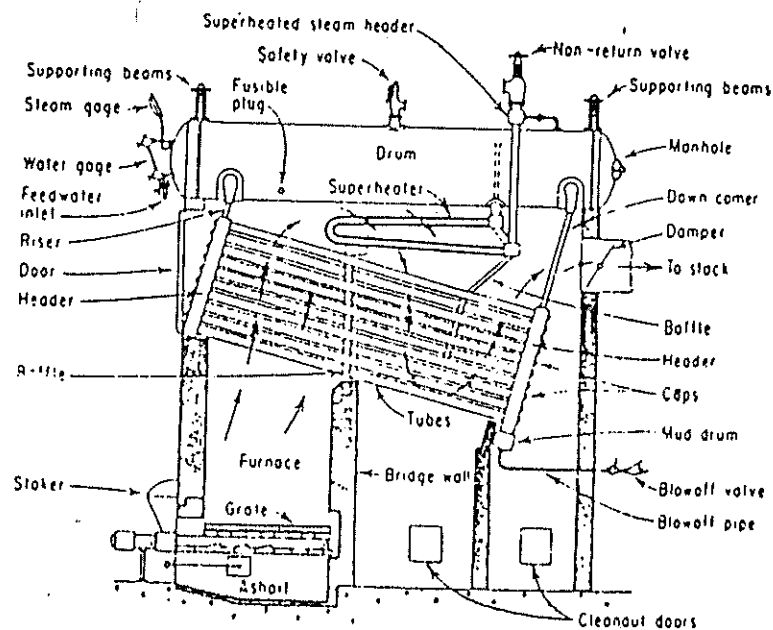 Superheated steam header
Safety valve
Non-return valve
Supporting beams
Fusible
plug
Supporting beams
Steam gage
Drum
Manhole
Water gage
Superheater
Feedwater
inlet
Down comer
Riser
Damper
Door
To stack
Header
Baffle
Header
Baffle
Caps
Tubes
Mud drum
Furnace
Bridge wall
Stoker
Grate
Blowoff valve
Blowoff pipe
Ashpit
Cleanout doors